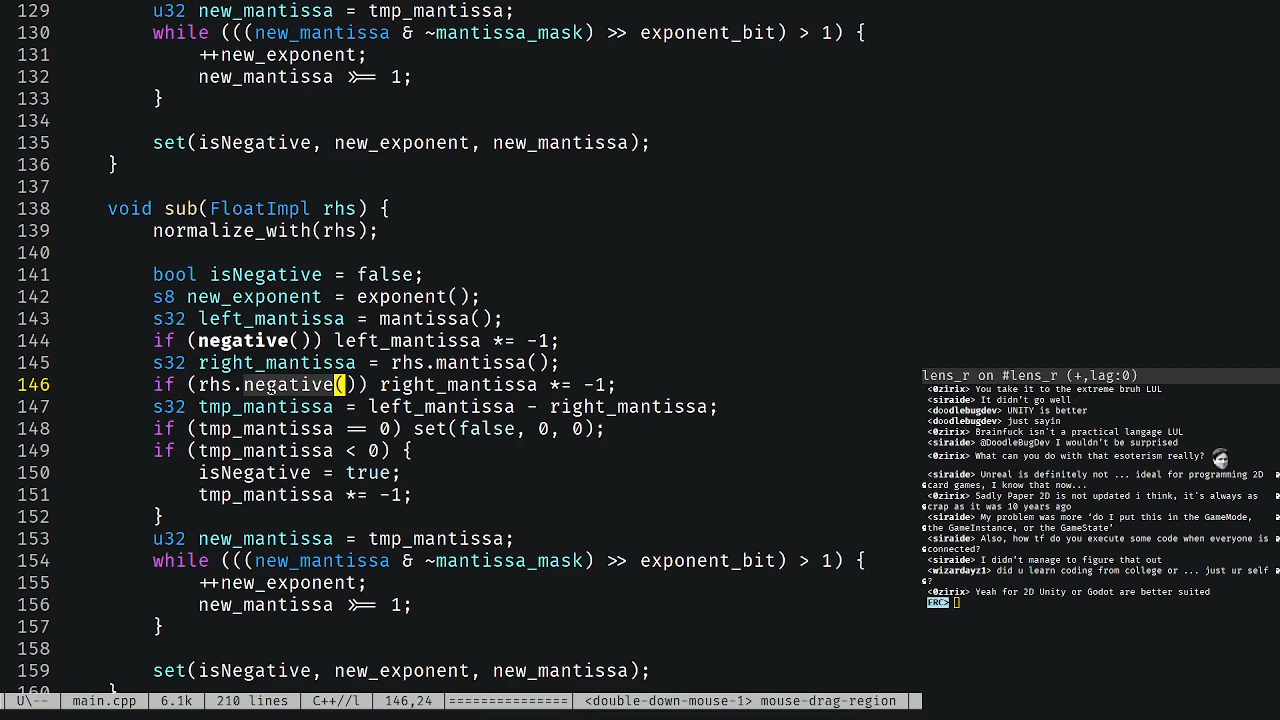 129 u32 new_mantissa = tmp_mantissa;
130 while (((new_mantissa & ~mantissa_mask) >> exponent_bit) > 1) {
131 ++new_exponent;
132 new_mantissa >>= 1;
133 }
134
135 set(isNegative, new_exponent, new_mantissa);
136 }
137
138 void sub(FloatImpl rhs) {
139 normalize_with(rhs);
140
141 bool isNegative = false;
142 s8 new_exponent = exponent();
143 s32 left_mantissa = mantissa();
144 if (negative()) left_mantissa *= -1;
145 s32 right_mantissa = rhs.mantissa();
146 if (rhs.negative()) right_mantissa *= -1;
147 s32 tmp_mantissa = left_mantissa - right_mantissa;
148 if (tmp_mantissa == 0) set(false, 0, 0);
149 if (tmp_mantissa < 0) {
150 isNegative = true;
151 tmp_mantissa *= -1;
152 }
153 u32 new_mantissa = tmp_mantissa;
154 while (((new_mantissa & ~mantissa_mask) >> exponent_bit) > 1) {
155 ++new_exponent;
156 new_mantissa >>= 1;
157 }
158
159 set(isNegative, new_exponent, new_mantissa);
160 }
U\-- main.cpp 6.1k 210 lines C++//l 146,24 =============== <double-down-mouse-1> mouse-drag-region
lens_r on #lens_r (+,lag:0)
<0zirix> You take it to the extreme bruh LUL
<siraide> It didn't go well
<doodlebugdev> UNITY is better
<doodlebugdev> just sayin
<0zirix> Brainfuck isn't a practical langage LUL
<siraide> @DoodleBugDev I wouldn't be surprised
<0zirix> What can you do with that esoterism really?
<siraide> Unreal is definitely not ... ideal for programming 2D
card games, I know that now...
<0zirix> Sadly Paper 2D is not updated i think, it's always as
crap as it was 10 years ago
<siraide> My problem was more ‘do I put this in the GameMode,
the GameInstance, or the GameState’
<siraide> Also, how tf do you execute some code when everyone is
connected?
<siraide> I didn't manage to figure that out
<wizardayz1> did u learn coding from college or ... just ur self
?
<0zirix> Yeah for 2D Unity or Godot are better suited
ERC>